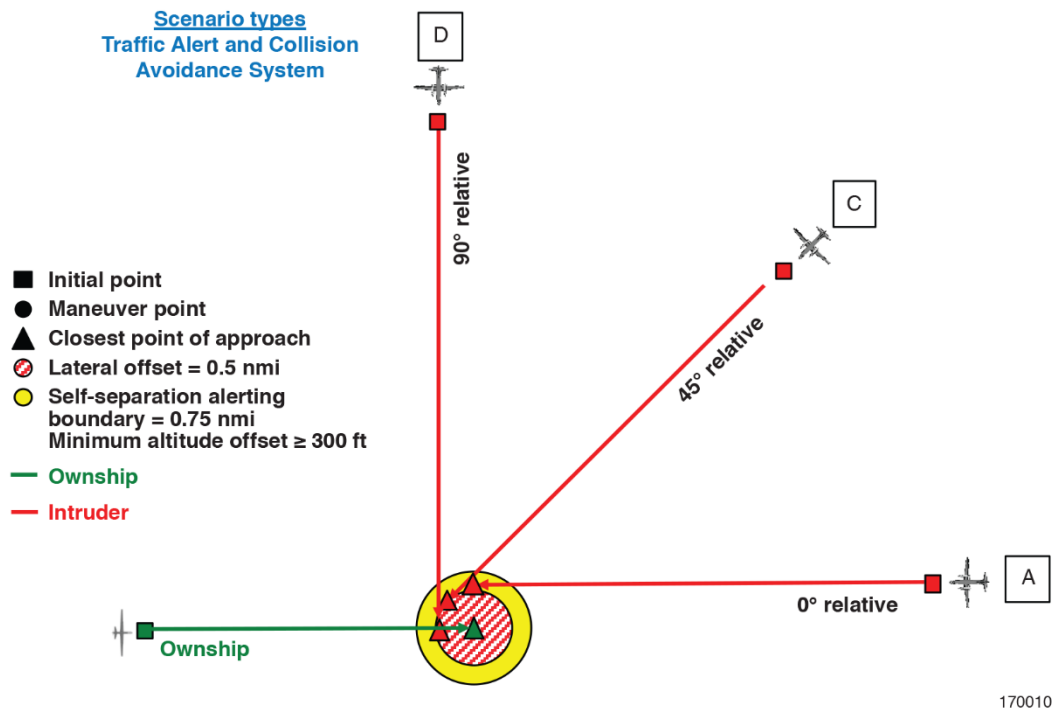 Scenario types
Traffic Alert and Collision
Avoidance System
D
90° relative
C
45° relative
Initial point
Maneuver point
Closest point of approach
Lateral offset = 0.5 nmi
Self-separation alerting
boundary = 0.75 nmi
Minimum altitude offset ≥ 300 ft
Ownship
Intruder
A
0° relative
Ownship
170010